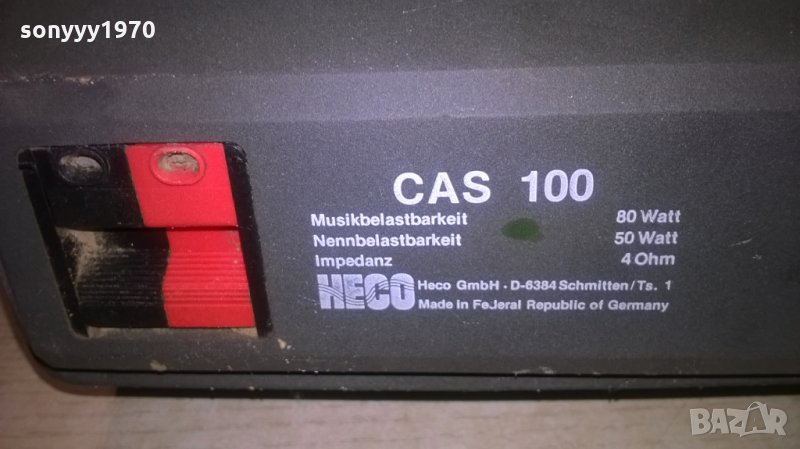 sonyyy1970
CAS 100
Musikbelastbarkeit 80 Watt
Nennbelastbarkeit 50 Watt
Impedanz 4 Ohm
HECO Heco GmbH · D-6384 Schmitten/Ts. 1
Made in FeJeral Republic of Germany
BAZAR